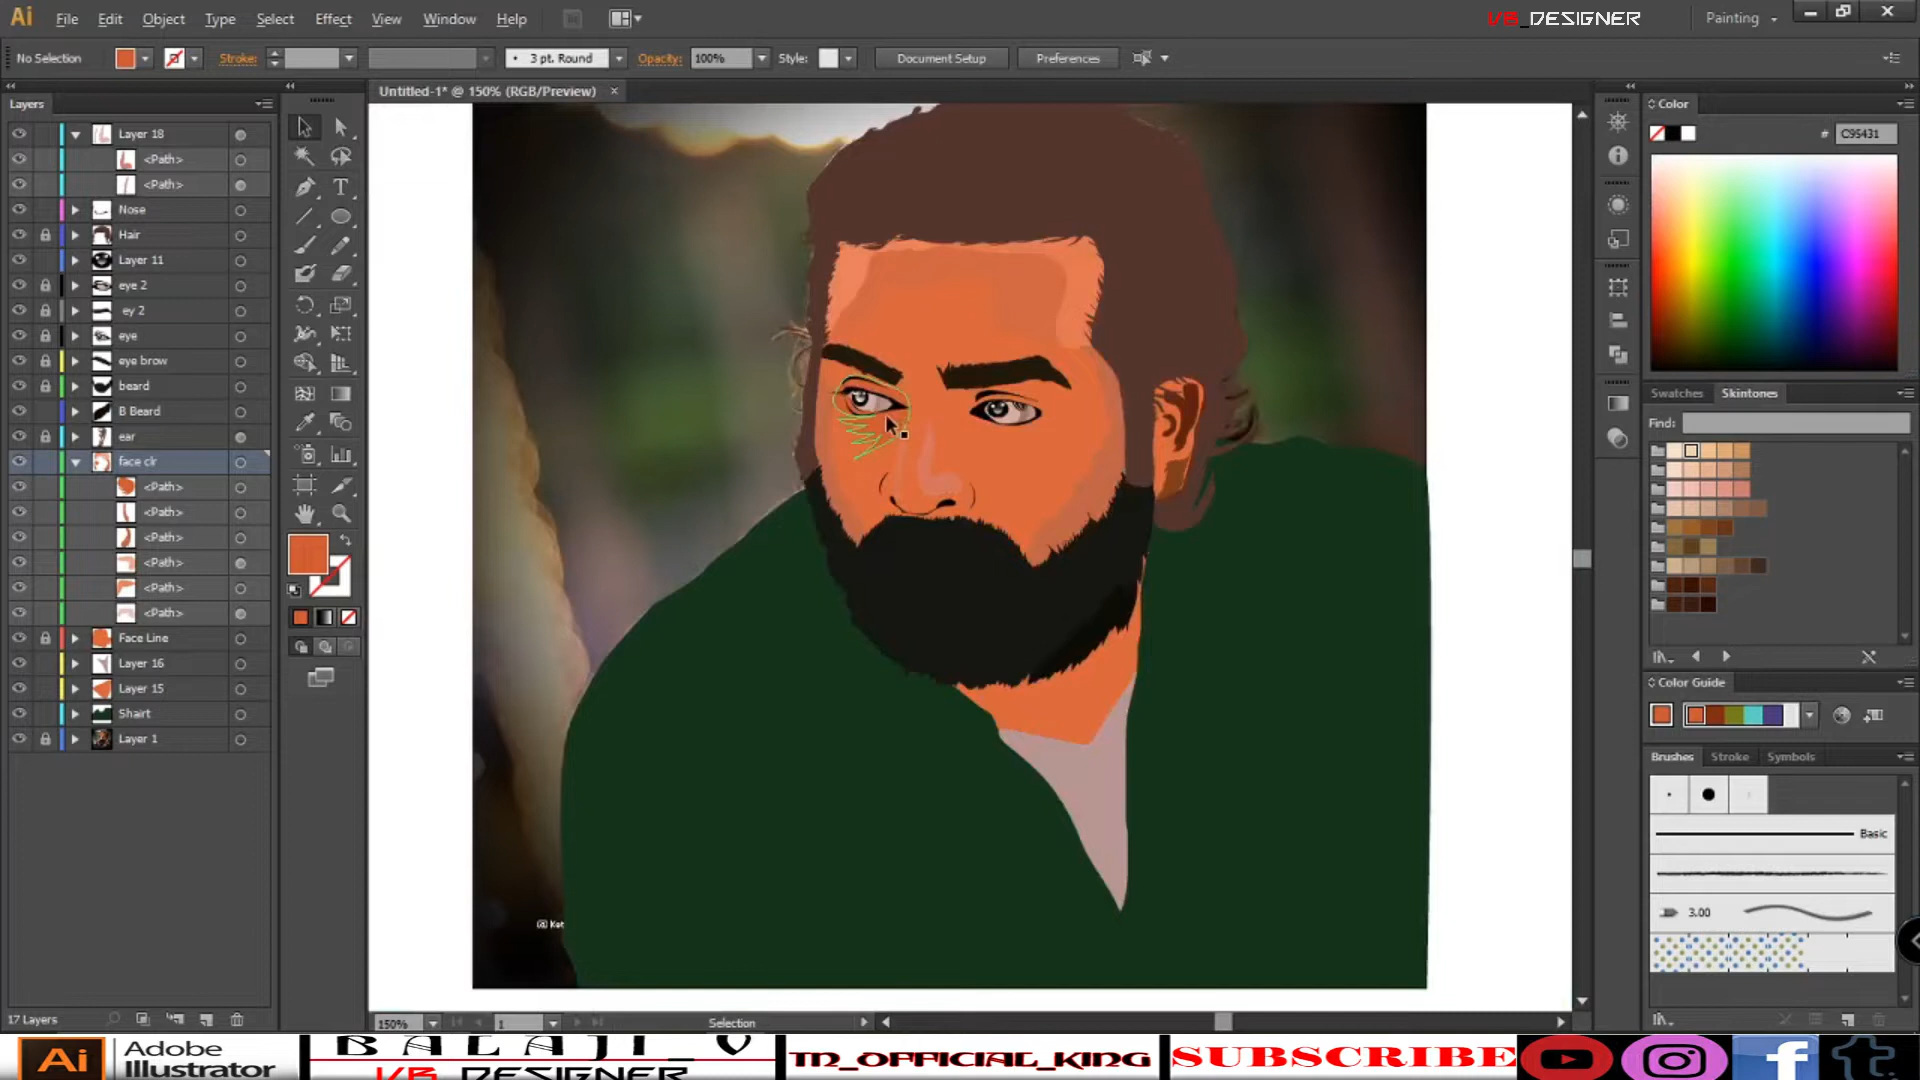 Ai File Edit Object Type Select Effect View Window Help
VB_DESIGNER
Painting
No Selection
Stroke:
3 pt. Round
Opacity: 100%
Style:
Document Setup
Preferences
Untitled-1* @ 150% (RGB/Preview)
Layers
Layer 18
<Path>
<Path>
Nose
Hair
Layer 11
eye 2
ey 2
eye
eye brow
beard
B Beard
ear
face clr
<Path>
<Path>
<Path>
<Path>
<Path>
<Path>
Face Line
Layer 16
Layer 15
Shairt
Layer 1
17 Layers
Color
# C95431
Swatches Skintones
Find:
Color Guide
Brushes Stroke Symbols
Basic
3.00
150%
1
Selection
Ai Adobe Illustrator
BALAJI_V
VB DESIGNER
TN_OFFICIAL_KING
SUBSCRIBE